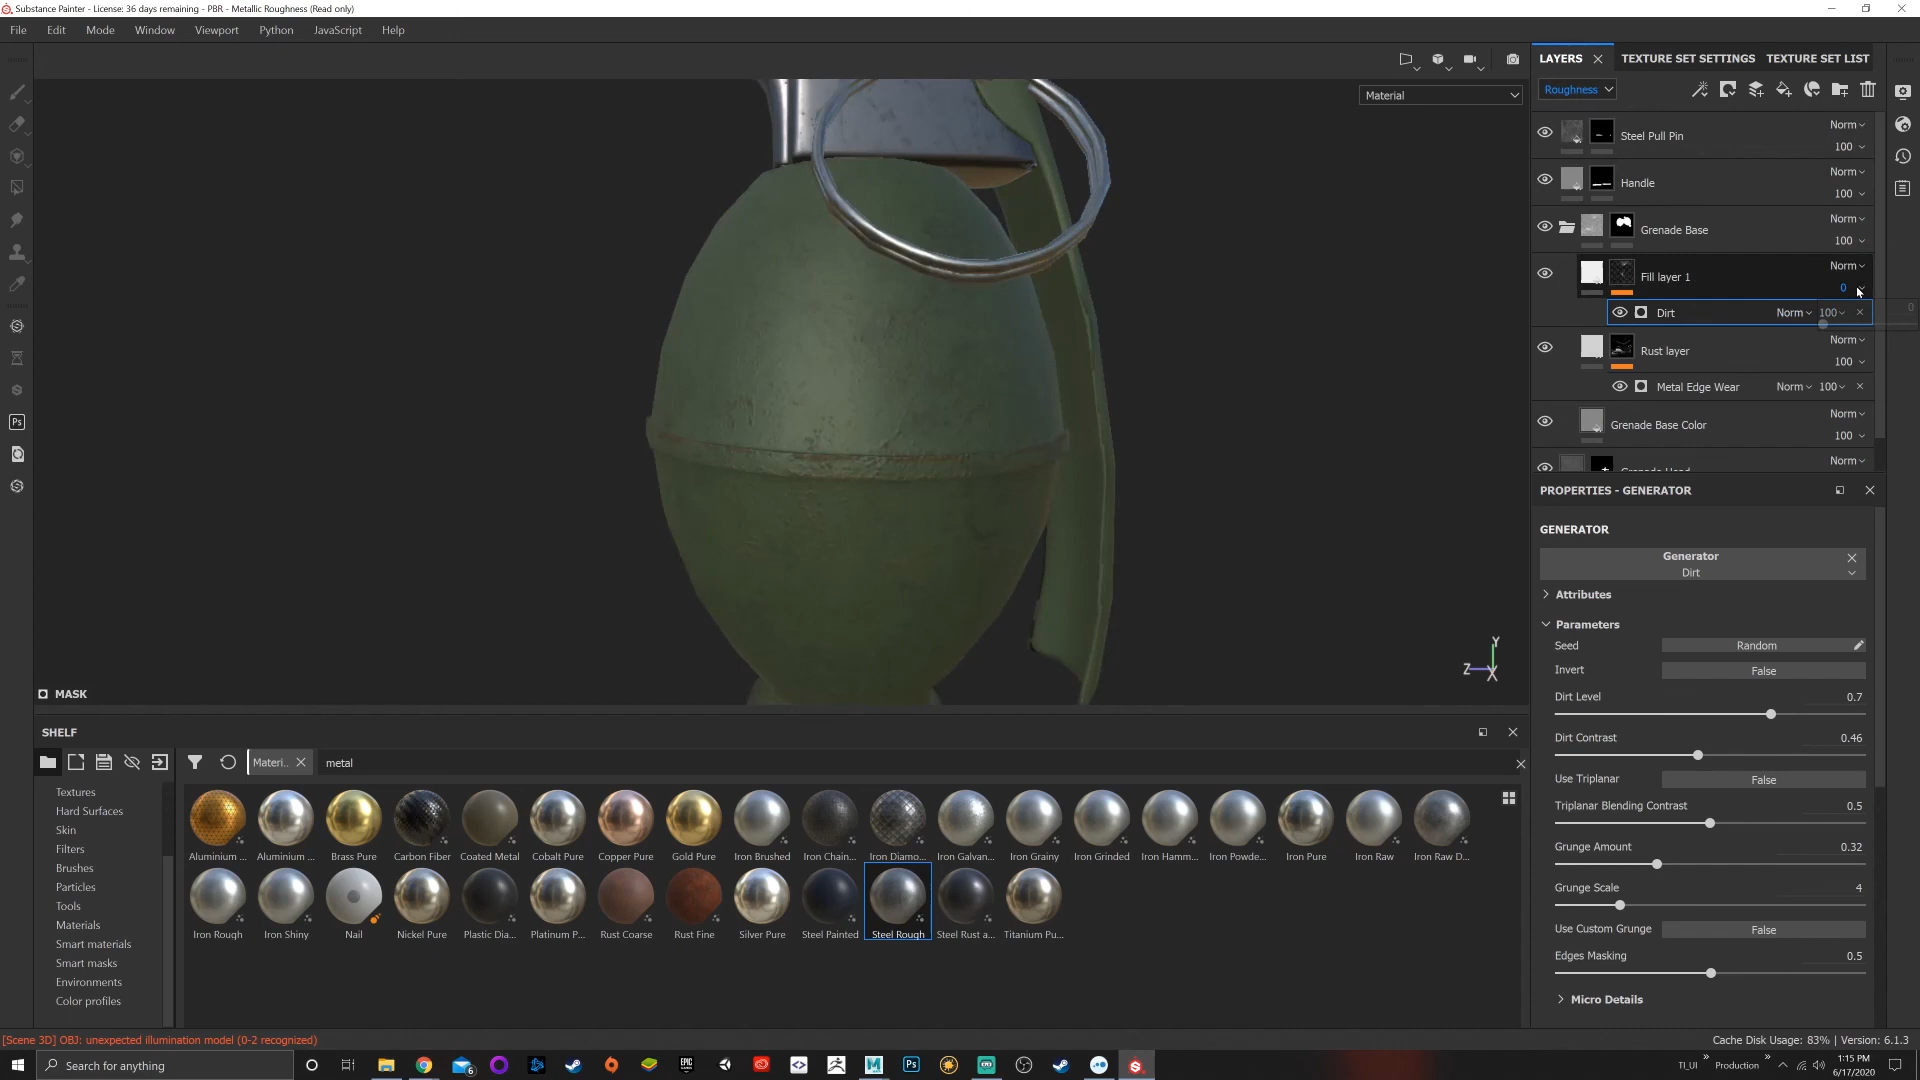 Substance Painter - License: 36 days remaining - PBR - Metallic Roughness (Read only)
File Edit Mode Window Viewport Python JavaScript Help
LAYERS TEXTURE SET SETTINGS TEXTURE SET LIST
Material
Roughness
Norm
Steel Pull Pin
100
Norm
Handle
100
Norm
Grenade Base
100
Norm
Fill layer 1
0
Dirt Norm 100
Norm
Rust layer
100
Metal Edge Wear Norm 100
Norm
Grenade Base Color
100
Norm
PROPERTIES - GENERATOR
GENERATOR
Generator
Dirt
Attributes
Parameters
Seed Random
Invert False
Dirt Level 0.7
Dirt Contrast 0.46
Use Triplanar False
Triplanar Blending Contrast 0.5
Grunge Amount 0.32
Grunge Scale 4
Use Custom Grunge False
Edges Masking 0.5
Micro Details
Y
Z
X
MASK
SHELF
Materi.. metal
Textures
Hard Surfaces
Skin
Filters
Brushes
Particles
Tools
Materials
Smart materials
Smart masks
Environments
Color profiles
Aluminium ... Aluminium ... Brass Pure Carbon Fiber Coated Metal Cobalt Pure Copper Pure Gold Pure Iron Brushed Iron Chain... Iron Diamo... Iron Galvan... Iron Grainy Iron Grinded Iron Hamm... Iron Powde... Iron Pure Iron Raw Iron Raw D...
Iron Rough Iron Shiny Nail Nickel Pure Plastic Dia... Platinum P... Rust Coarse Rust Fine Silver Pure Steel Painted Steel Rough Steel Rust a... Titanium Pu...
[Scene 3D] OBJ: unexpected illumination model (0-2 recognized)
Cache Disk Usage: 83% | Version: 6.1.3
Search for anything
TI_UI
Production
1:15 PM
6/17/2020